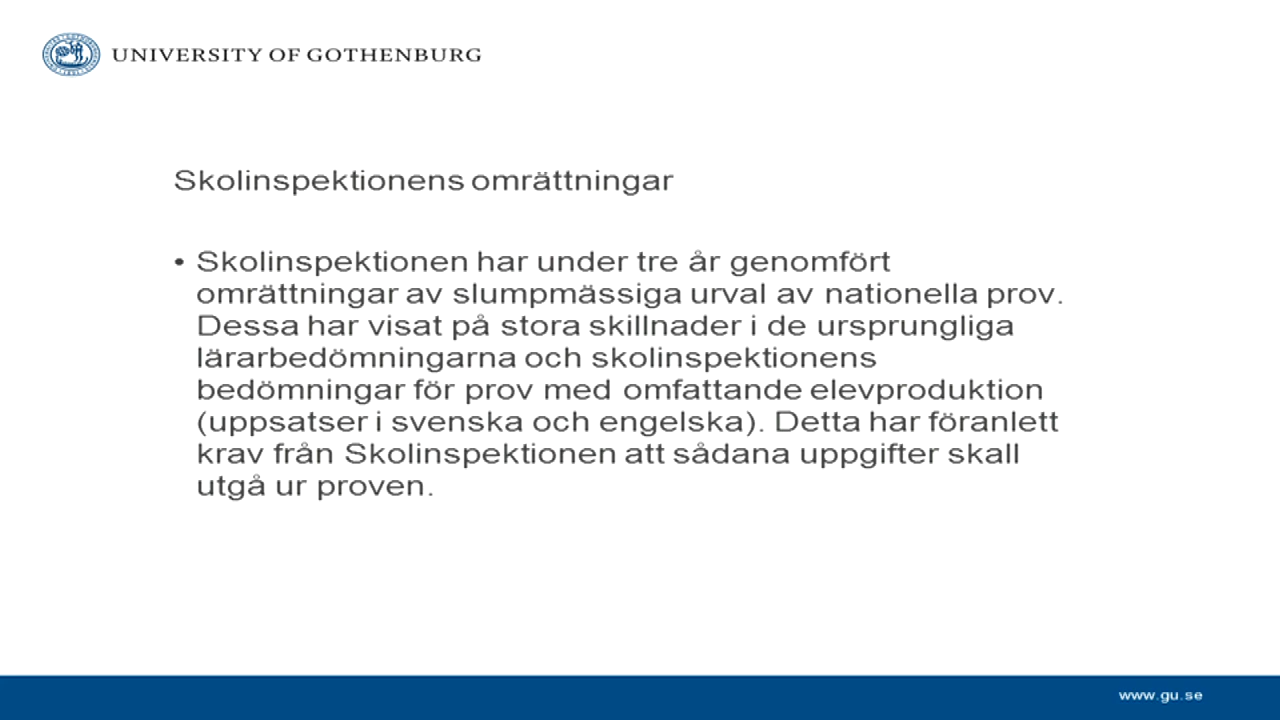 UNIVERSITY OF GOTHENBURG
Skolinspektionens omrättningar
• Skolinspektionen har under tre år genomfört
omrättningar av slumpmässiga urval av nationella prov.
Dessa har visat på stora skillnader i de ursprungliga
lärarbedömningarna och skolinspektionens
bedömningar för prov med omfattande elevproduktion
(uppsatser i svenska och engelska). Detta har föranlett
krav från Skolinspektionen att sådana uppgifter skall
utgå ur proven.
www.gu.se